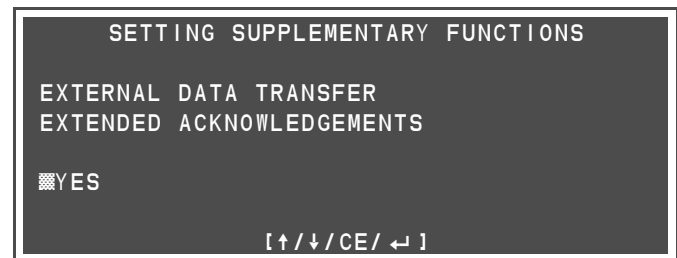 SETTING SUPPLEMENTARY FUNCTIONS
EXTERNAL DATA TRANSFER
EXTENDED ACKNOWLEDGEMENTS
▒YES
[↑/↓/CE/ ↵ ]